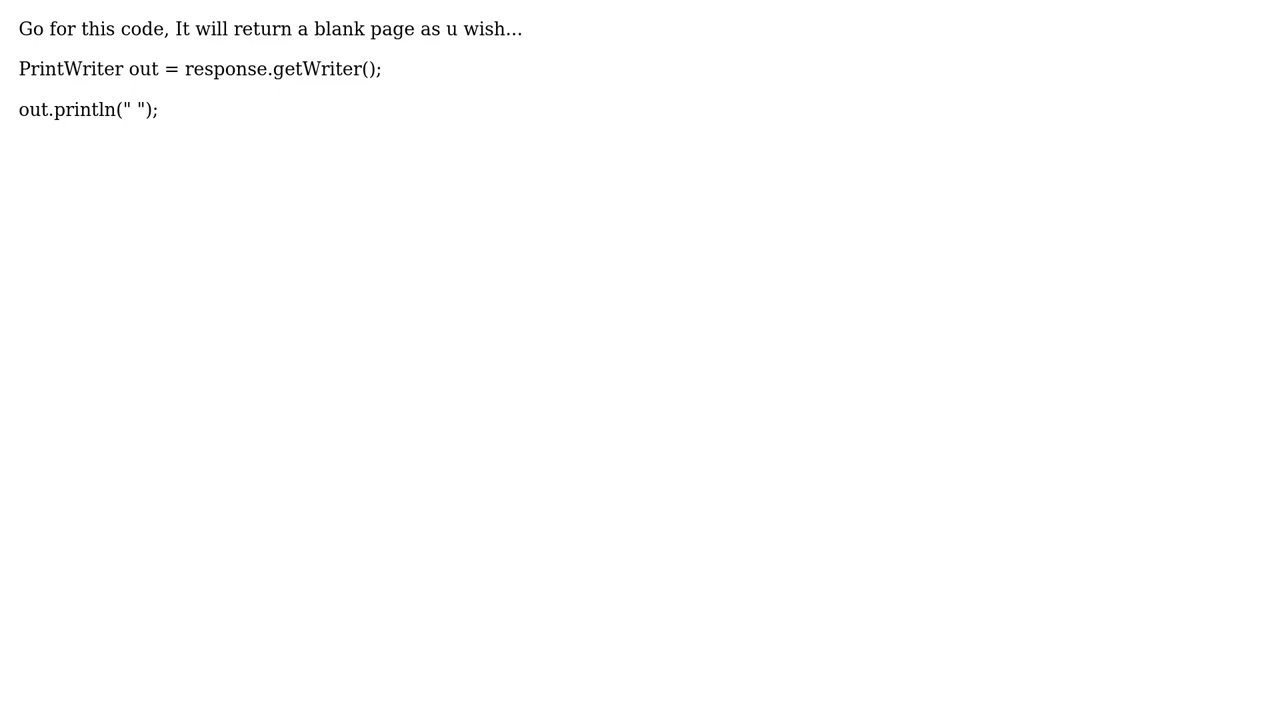 Go for this code, It will return a blank page as u wish...
PrintWriter out = response.getWriter();
out.println(" ");